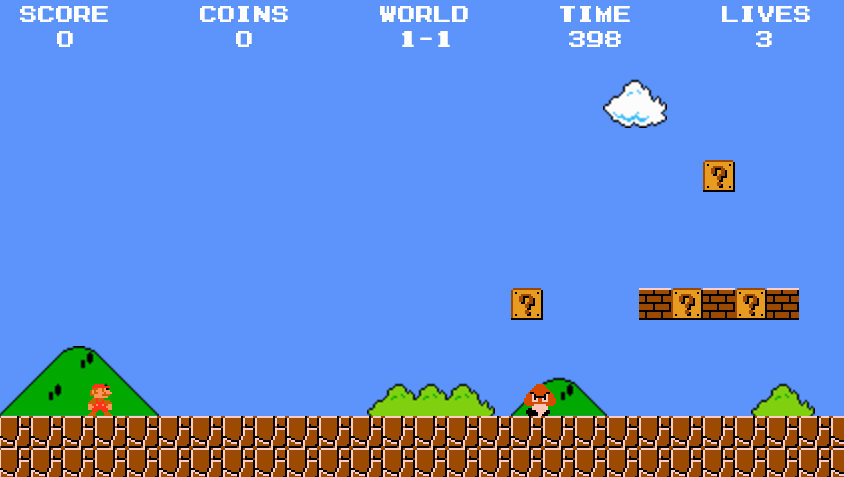 SCORE COINS WORLD TIME LIVES
0 0 1-1 398 3
?
?
? ?